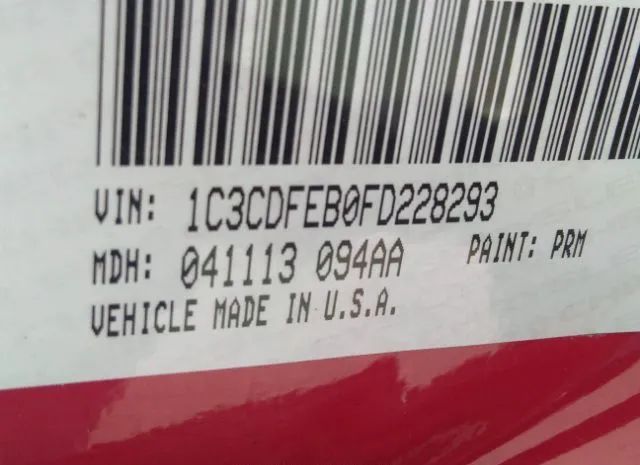 VIN: 1C3CDFEB0FD228293
MDH: 041113 094AA PAINT: PRM
VEHICLE MADE IN U.S.A.